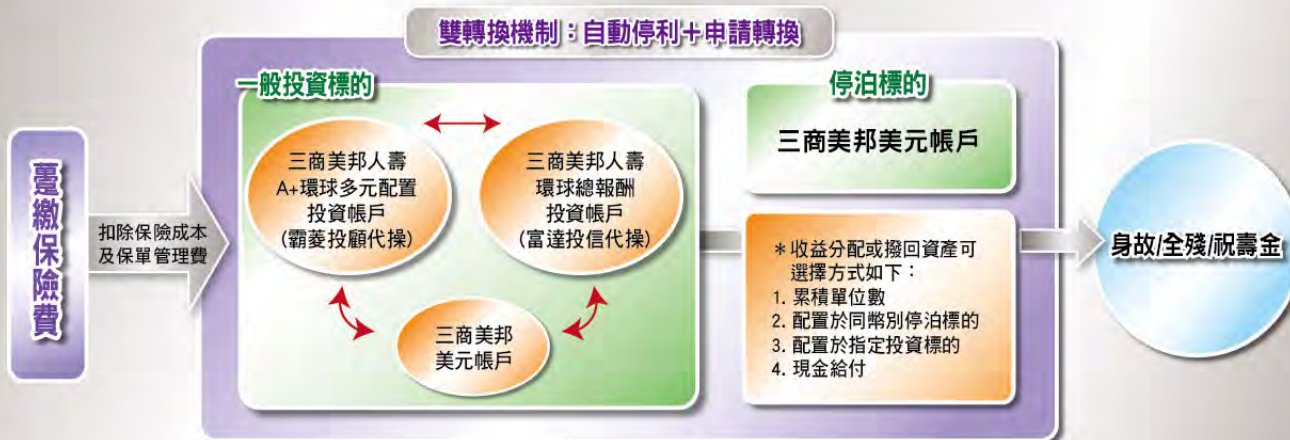 雙轉換機制：自動停利＋申請轉換
躉繳保險費
扣除保險成本
及保單管理費
一般投資標的
三商美邦人壽
A+環球多元配置
投資帳戶
(霸菱投顧代操)
三商美邦人壽
環球總報酬
投資帳戶
(富達投信代操)
三商美邦
美元帳戶
停泊標的
三商美邦美元帳戶
＊收益分配或撥回資產可
選擇方式如下：
1. 累積單位數
2. 配置於同幣別停泊標的
3. 配置於指定投資標的
4. 現金給付
身故/全殘/祝壽金